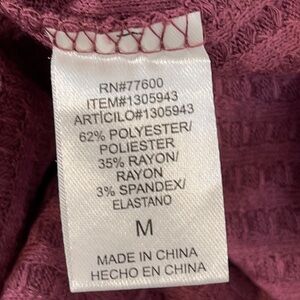 RN#77600
ITEM#1305943
ARTÍCILO#1305943
62% POLYESTER/
POLIESTER
35% RAYON/
RAYON
3% SPANDEX/
ELASTANO
M
MADE IN CHINA
HECHO EN CHINA